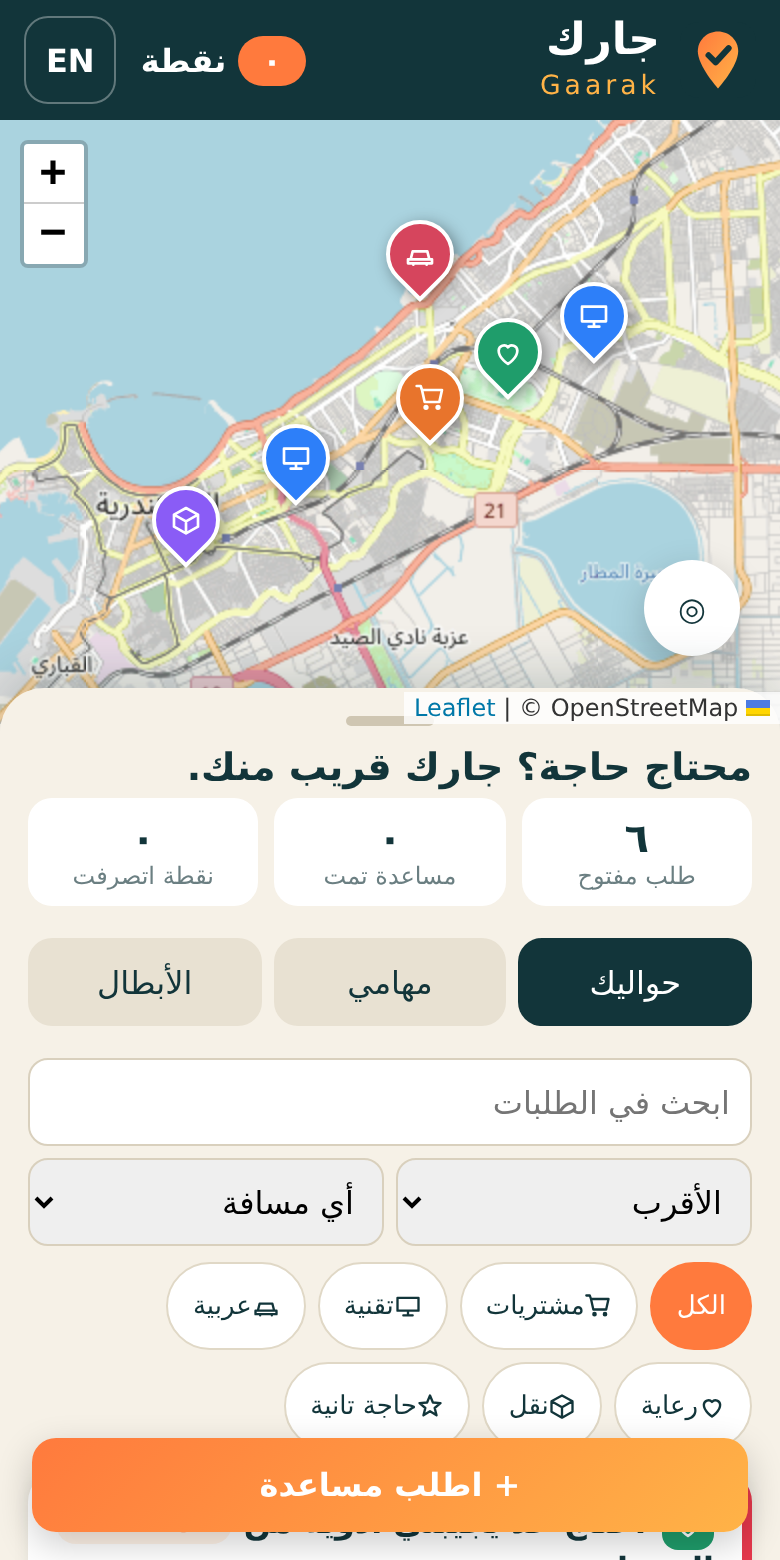 جارك
Gaarak
٠ نقطة
EN
+
−
21
عزبة نادي الصيد
القباري
Leaflet | © OpenStreetMap
محتاج حاجة؟ جارك قريب منك.
٦ ٠ ٠
طلب مفتوح مساعدة تمت نقطة اتصرفت
حواليك مهامي الأبطال
ابحث في الطلبات
الأقرب أي مسافة
الكل مشتريات تقنية عربية
رعاية نقل حاجة تانية
+ اطلب مساعدة